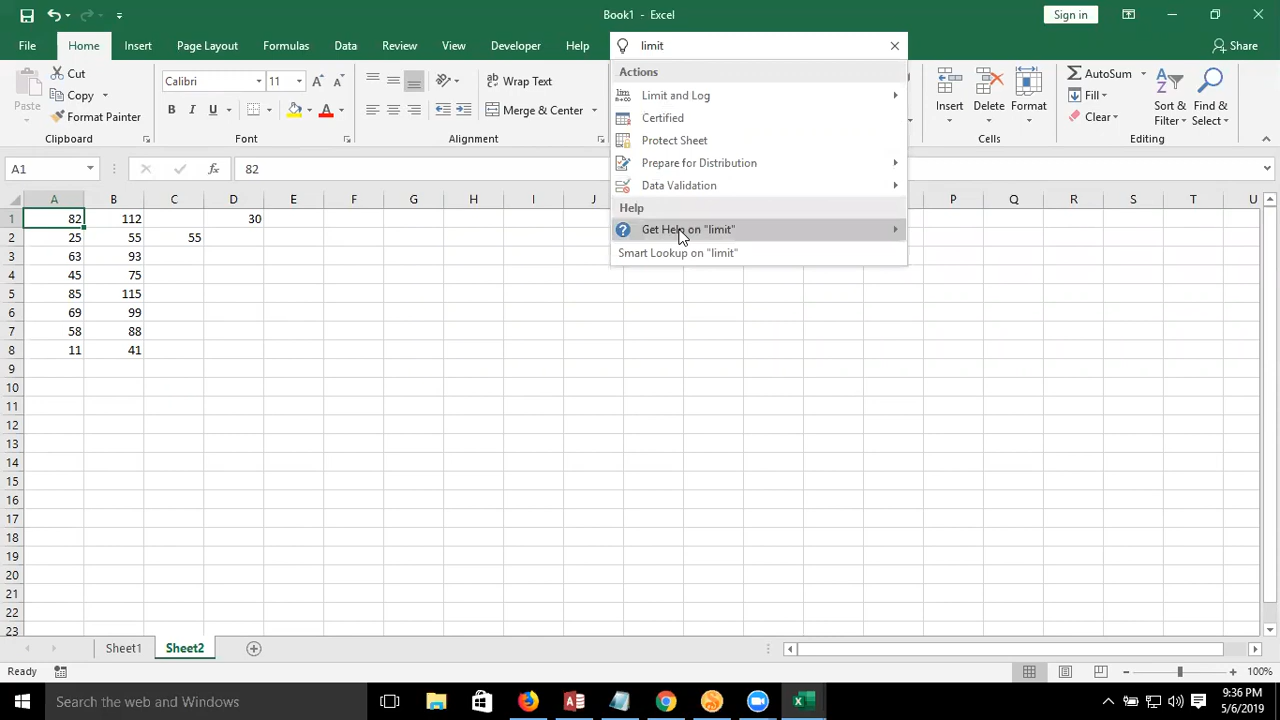 Book1 - Excel
Sign in
File Home Insert Page Layout Formulas Data Review View Developer Help
limit
Share
Cut
Copy
Format Painter
Clipboard
Calibri 11
B I U
Wrap Text
Merge & Center
Alignment
Actions
Limit and Log
Certified
Protect Sheet
Prepare for Distribution
Data Validation
Help
Get Help on "limit"
Smart Lookup on "limit"
Insert Delete Format
Cells
AutoSum
Fill
Clear
Sort & Filter
Find & Select
Editing
A1 fx 82
A B C D E F G H I J P Q R S T U
1 82 112 30
2 25 55 55
3 63 93
4 45 75
5 85 115
6 69 99
7 58 88
8 11 41
9
10
11
12
13
14
15
16
17
18
19
20
21
22
23
Sheet1 Sheet2
Ready
100%
Search the web and Windows
9:36 PM
5/6/2019